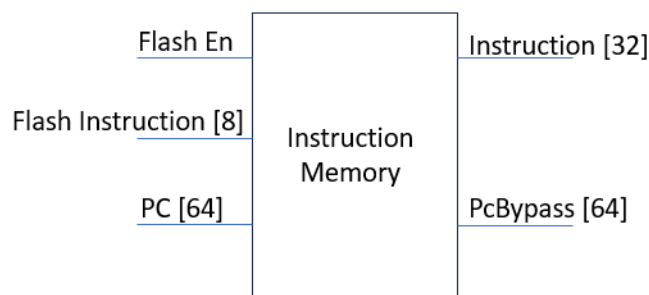 Flash En
Instruction [32]
Flash Instruction [8]
Instruction
Memory
PC [64]
PcBypass [64]